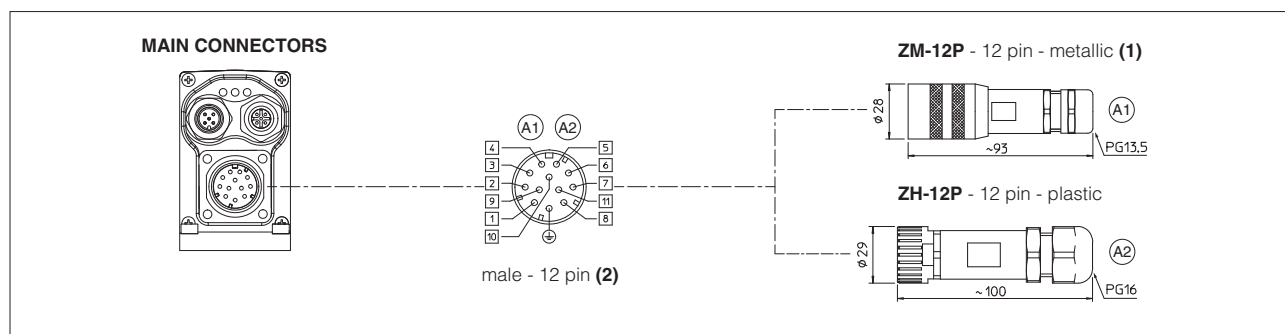 MAIN CONNECTORS
ZM-12P - 12 pin - metallic (1)
A1 A2
4 5
3 6
2 7
9 11
1 8
10
male - 12 pin (2)
ø 28
~93
A1
PG13,5
ZH-12P - 12 pin - plastic
ø 29
~100
A2
PG16